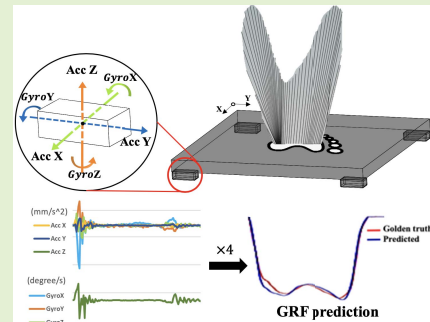 Acc Z
GyroX
GyroY
Acc X
Acc Y
GyroZ
X
Y
(mm/s^2)
Acc X
Acc Y
Acc Z
(degree/s)
GyroX
GyroY
GyroZ
×4
Golden truth
Predicted
GRF prediction